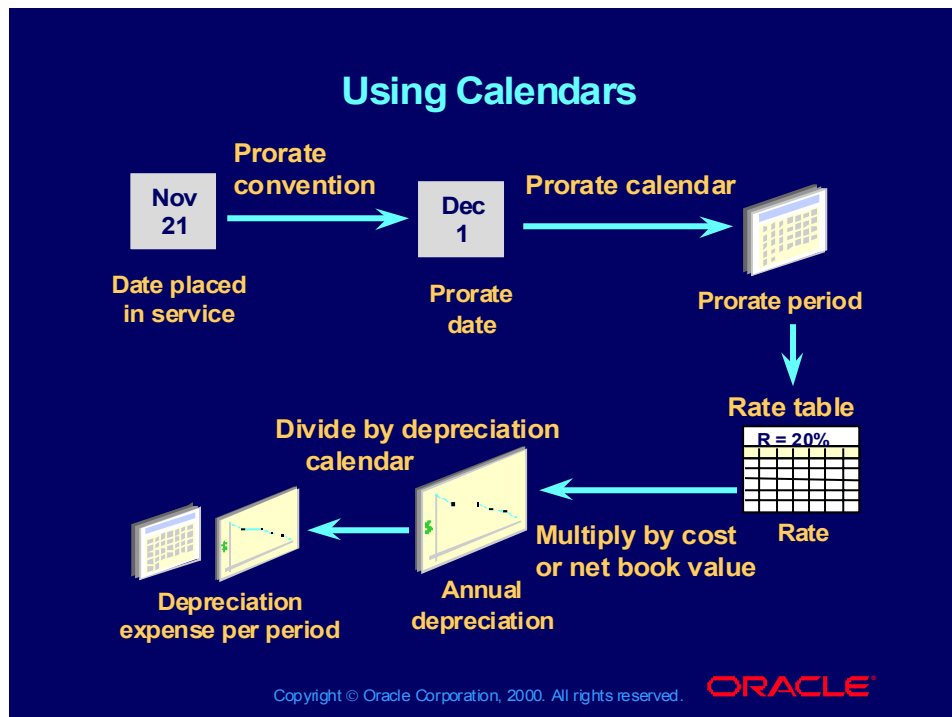 Using Calendars
Prorate
convention
Nov
21
Dec
1
Prorate calendar
Date placed
in service
Prorate
date
Prorate period
Rate table
R = 20%
Rate
Multiply by cost
or net book value
Annual
depreciation
Divide by depreciation
calendar
$
$
Depreciation
expense per period
Copyright © Oracle Corporation, 2000. All rights reserved.
ORACLE®